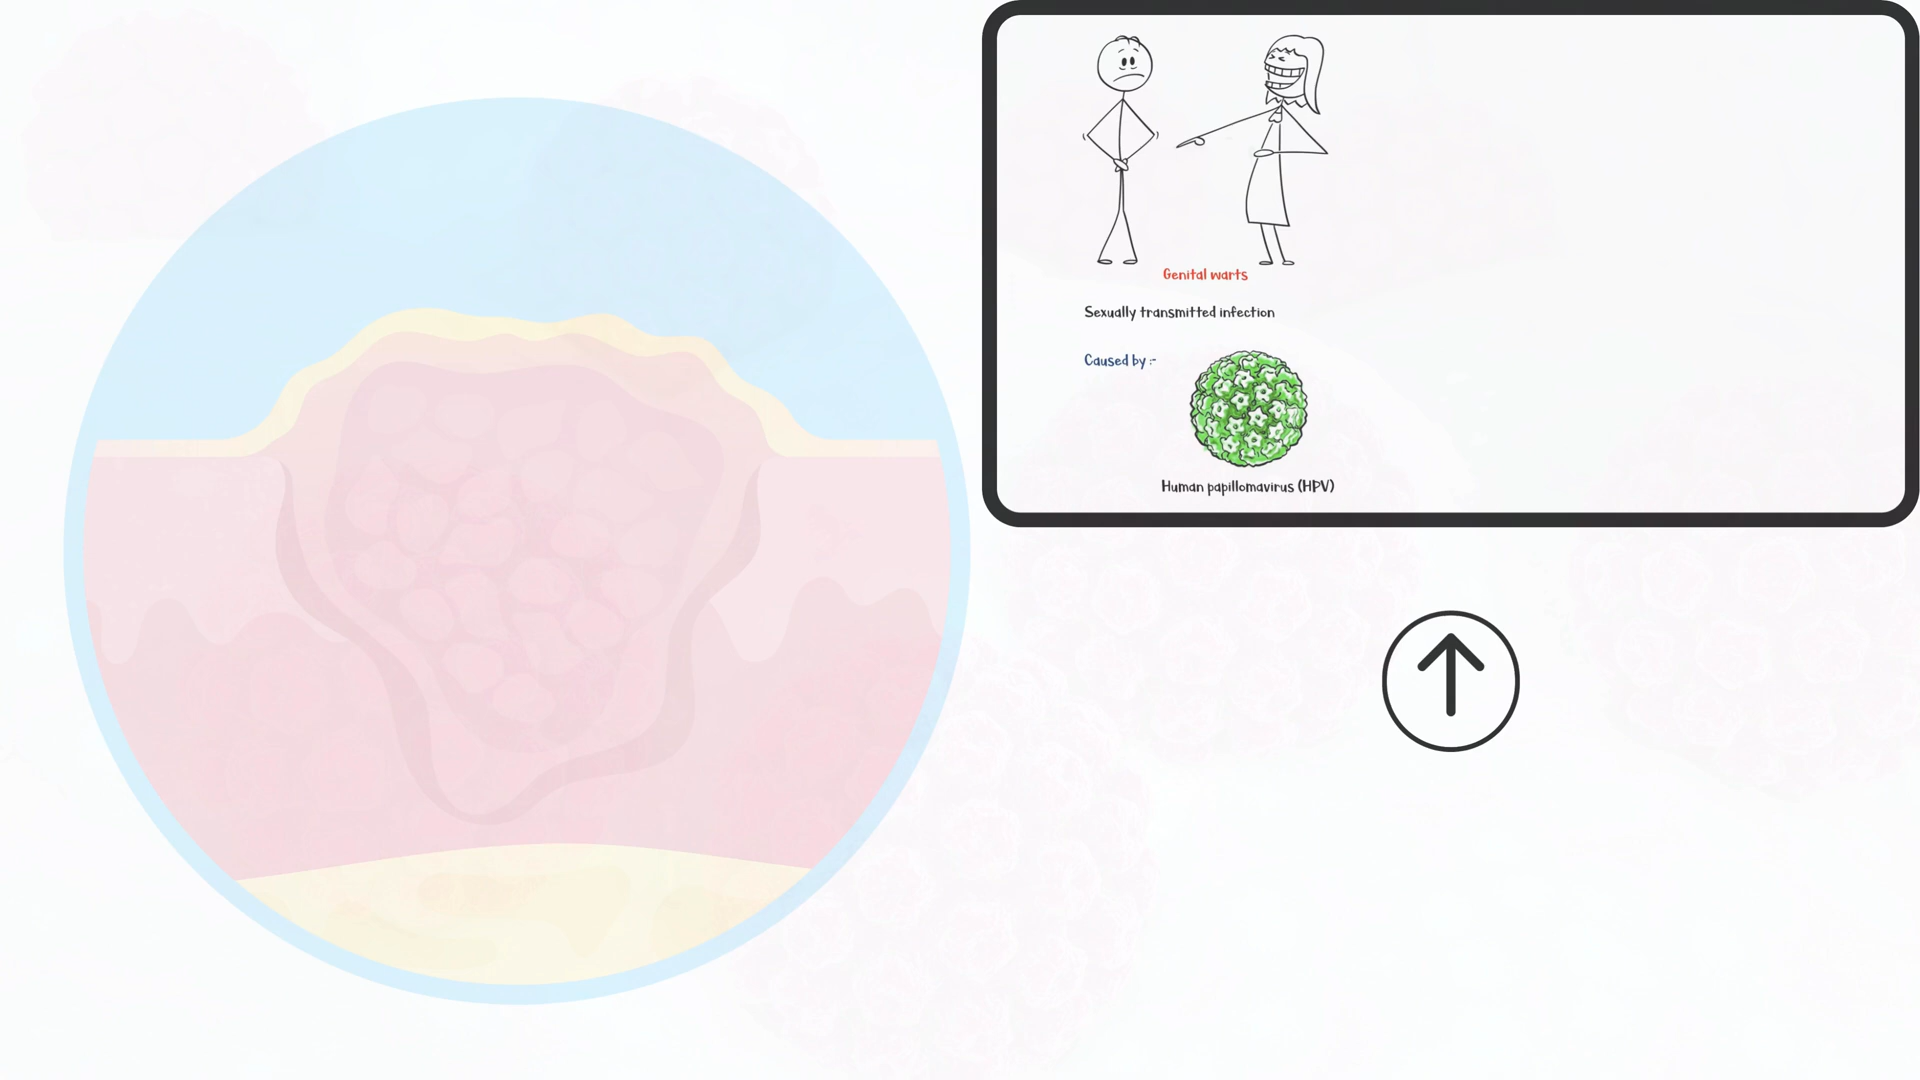 Genital warts
Sexually transmitted infection
Caused by :-
Human papillomavirus (HPV)